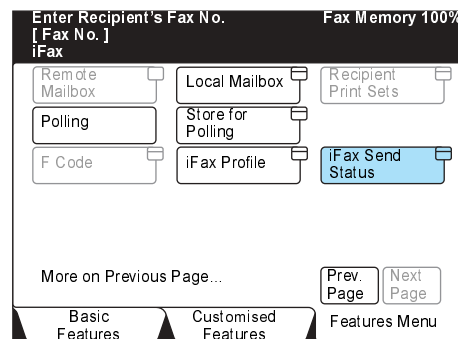 Enter Recipient's Fax No. Fax Memory 100%
[ Fax No. ]
iFax
Remote
Mailbox
Local Mailbox
Recipient
Print Sets
Polling
Store for
Polling
F Code
iFax Profile
iFax Send
Status
More on Previous Page...
Prev.
Page
Next
Page
Basic
Features
Customised
Features
Features Menu